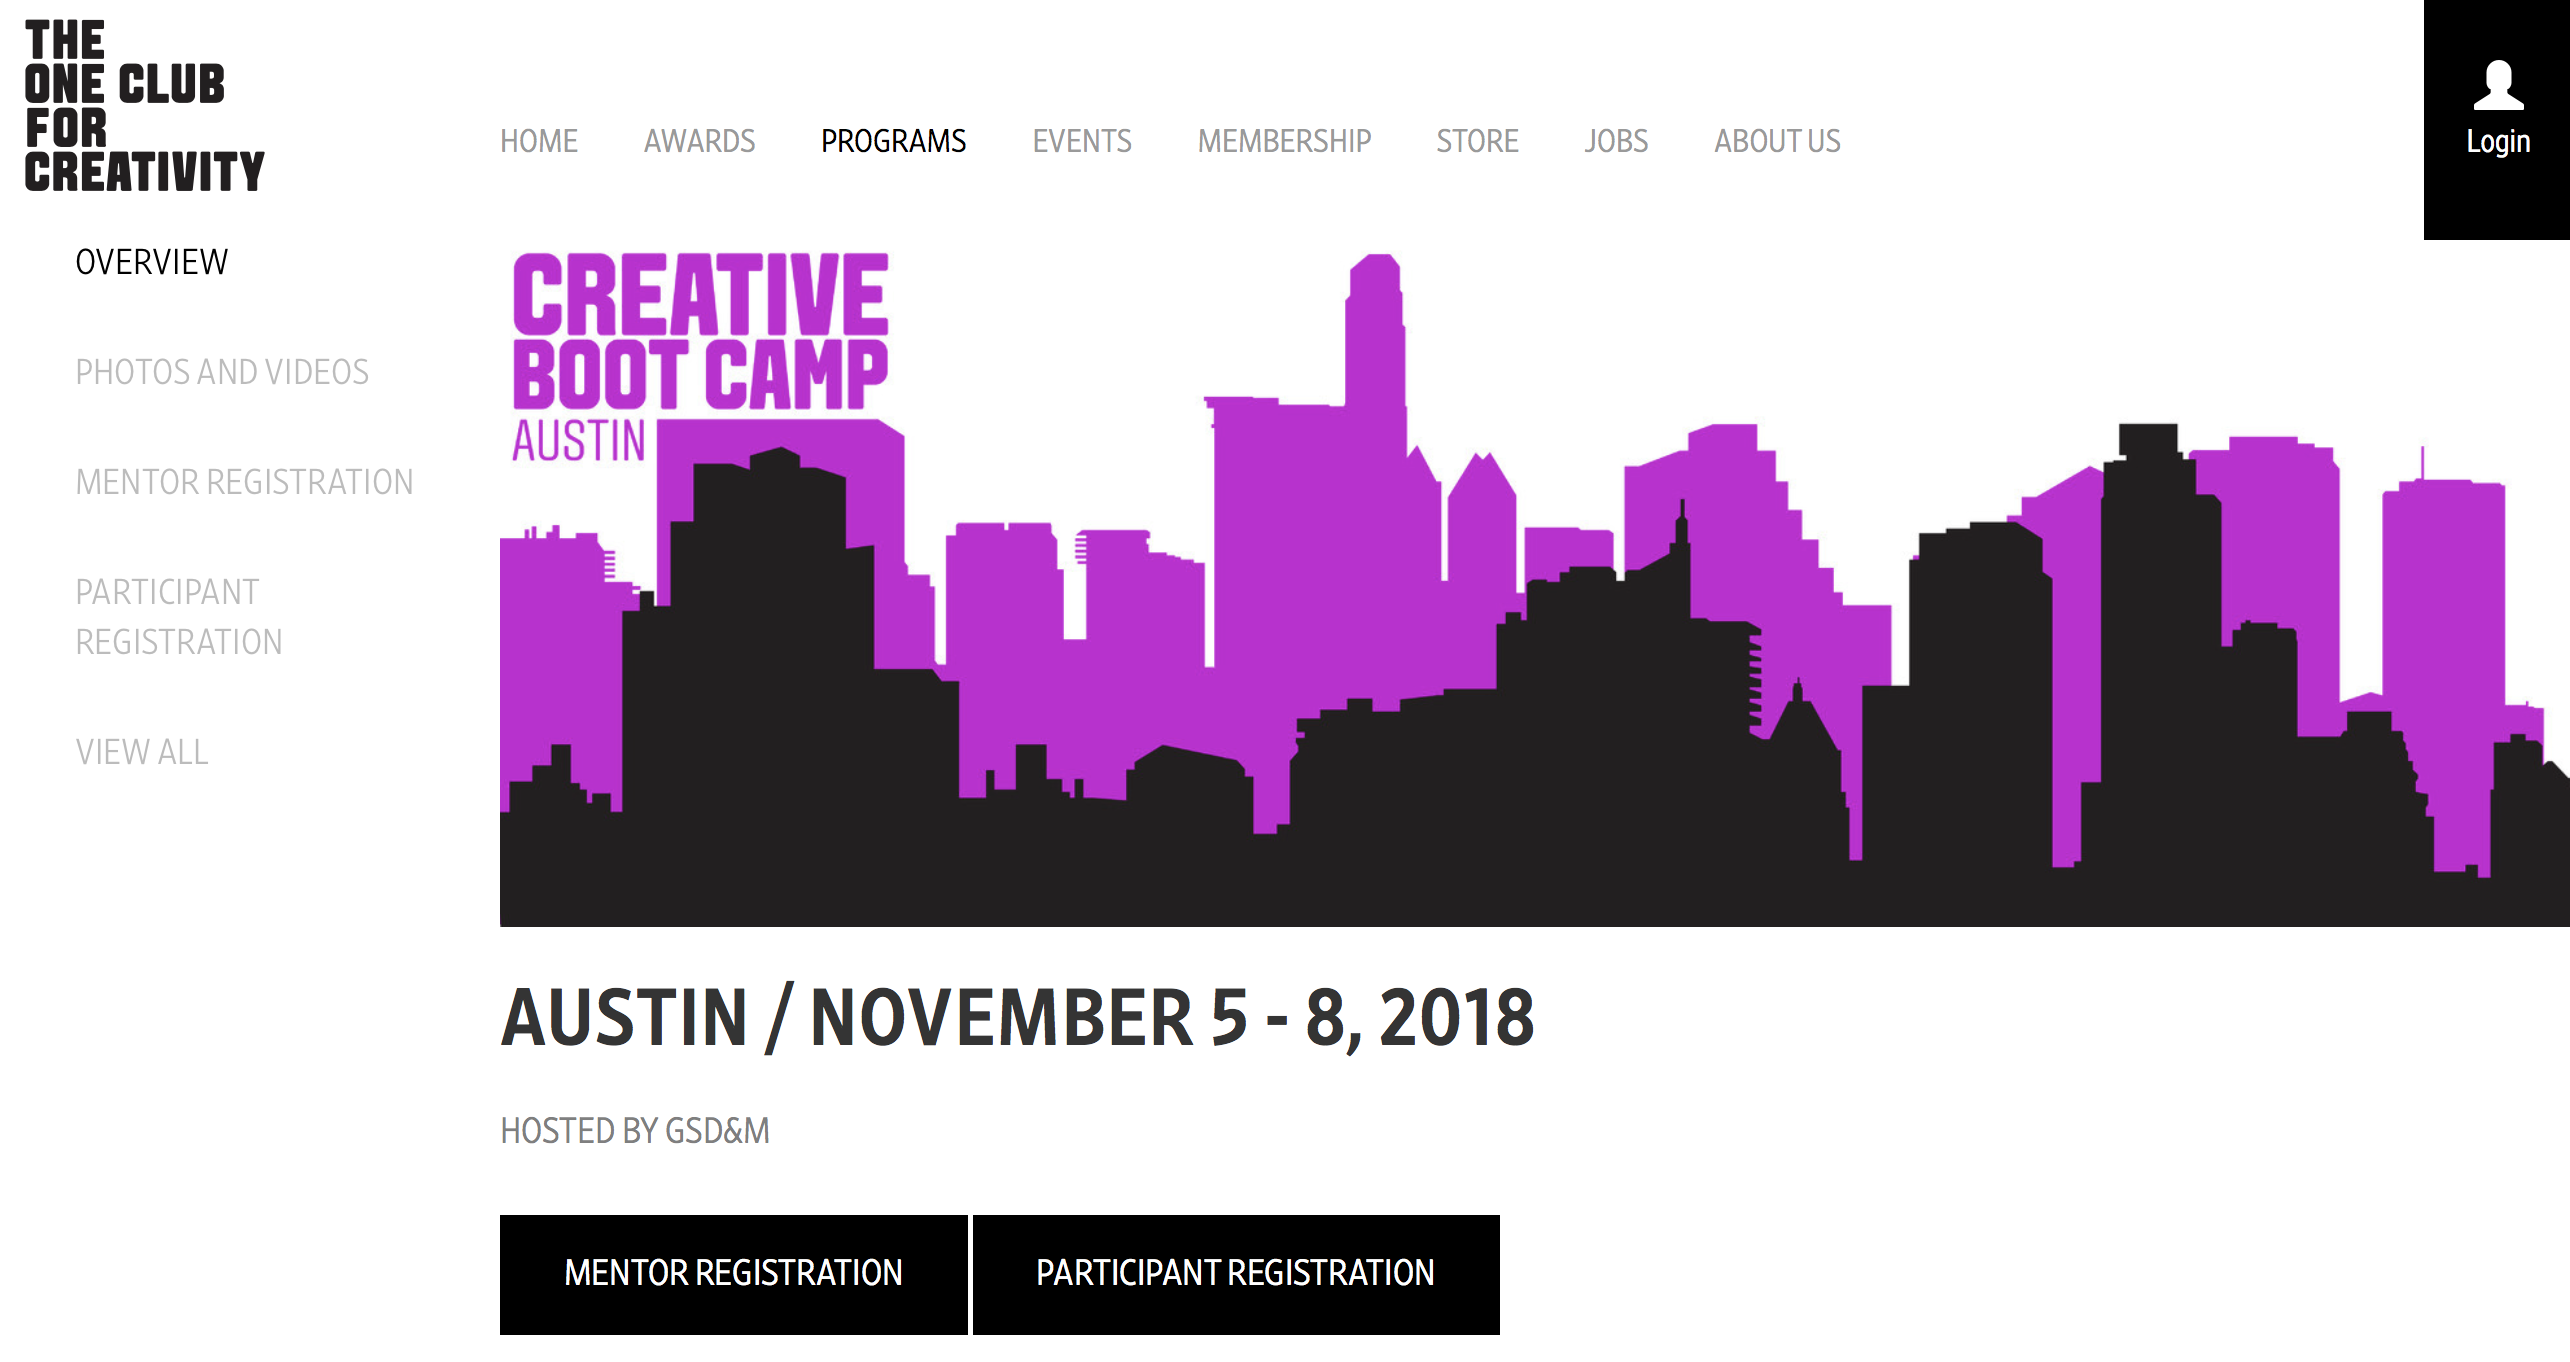 THE
ONE CLUB
FOR
CREATIVITY
HOME AWARDS PROGRAMS EVENTS MEMBERSHIP STORE JOBS ABOUT US
Login
OVERVIEW
PHOTOS AND VIDEOS
MENTOR REGISTRATION
PARTICIPANT
REGISTRATION
VIEW ALL
CREATIVE
BOOT CAMP
AUSTIN
AUSTIN / NOVEMBER 5 - 8, 2018
HOSTED BY GSD&M
MENTOR REGISTRATION PARTICIPANT REGISTRATION